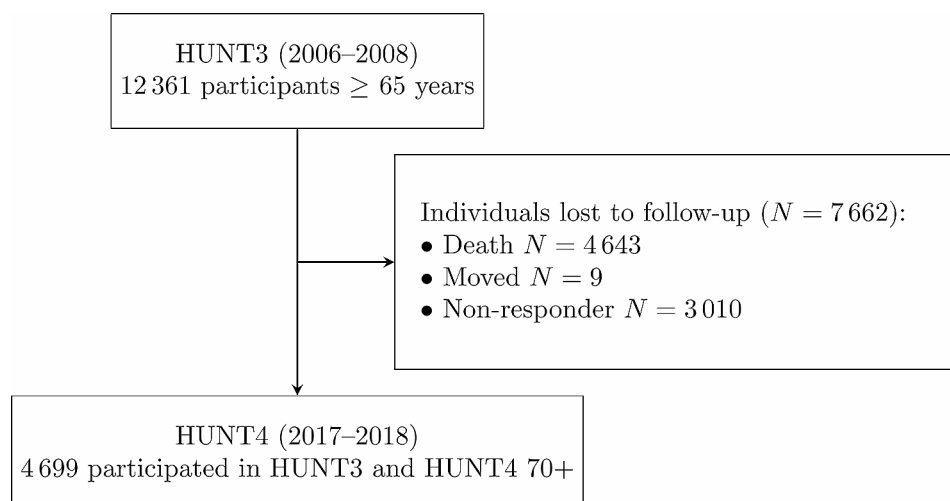 HUNT3 (2006–2008)
12 361 participants ≥ 65 years
Individuals lost to follow-up (N = 7 662):
• Death N = 4 643
• Moved N = 9
• Non-responder N = 3 010
HUNT4 (2017–2018)
4 699 participated in HUNT3 and HUNT4 70+